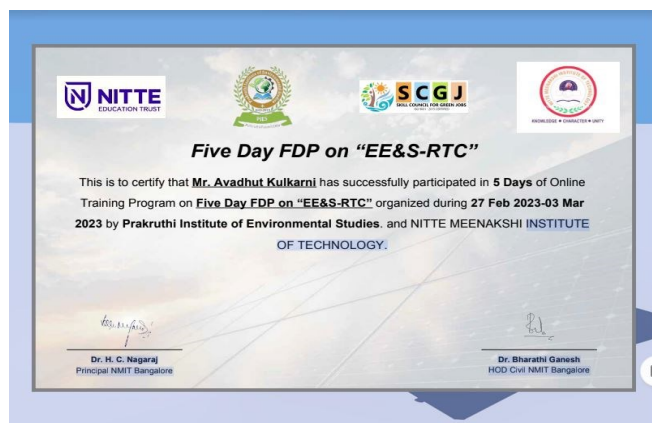 NITTE
EDUCATION TRUST
PIES
SCGJ
SKILL COUNCIL FOR GREEN JOBS
KNOWLEDGE ● CHARACTER ● UNITY
Five Day FDP on “EE&S-RTC”
This is to certify that Mr. Avadhut Kulkarni has successfully participated in 5 Days of Online
Training Program on Five Day FDP on “EE&S-RTC” organized during 27 Feb 2023-03 Mar
2023 by Prakruthi Institute of Environmental Studies. and NITTE MEENAKSHI INSTITUTE
OF TECHNOLOGY.
Dr. H. C. Nagaraj
Principal NMIT Bangalore
Dr. Bharathi Ganesh
HOD Civil NMIT Bangalore